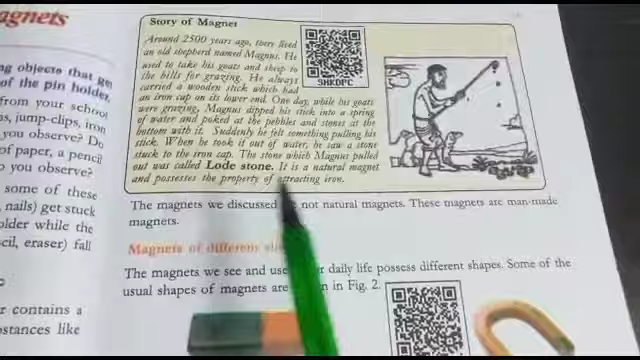 agnets
ng objects that get
of the pin holder,
from your school
as, jump-clips, iron
you observe? Do
of paper, a pencil
o you observe?
some of these
nails) get stuck
older while the
cil, eraser) fall
r contains a
stances like
Story of Magnet
Around 2500 years ago, there lived
an old shepherd named Magnus. He
used to take his goats and sheep to
the hills for grazing. He always
carried a wooden stick which had
an iron cap on its lower end. One day, while his goats
were grazing, Magnus dipped his stick into a spring
of water and poked at the pebbles and stones at the
bottom with it. Suddenly he felt something pulling his
stick. When he took it out of water, he saw a stone
stuck to the iron cap. The stone which Magnus pulled
out was called Lode stone. It is a natural magnet
and possesses the property of attracting iron.
SHKDPC
The magnets we discussed not natural magnets. These magnets are man-made
magnets.
Magnets of different
The magnets we see and use daily life possess different shapes. Some of the
usual shapes of magnets are in Fig. 2.